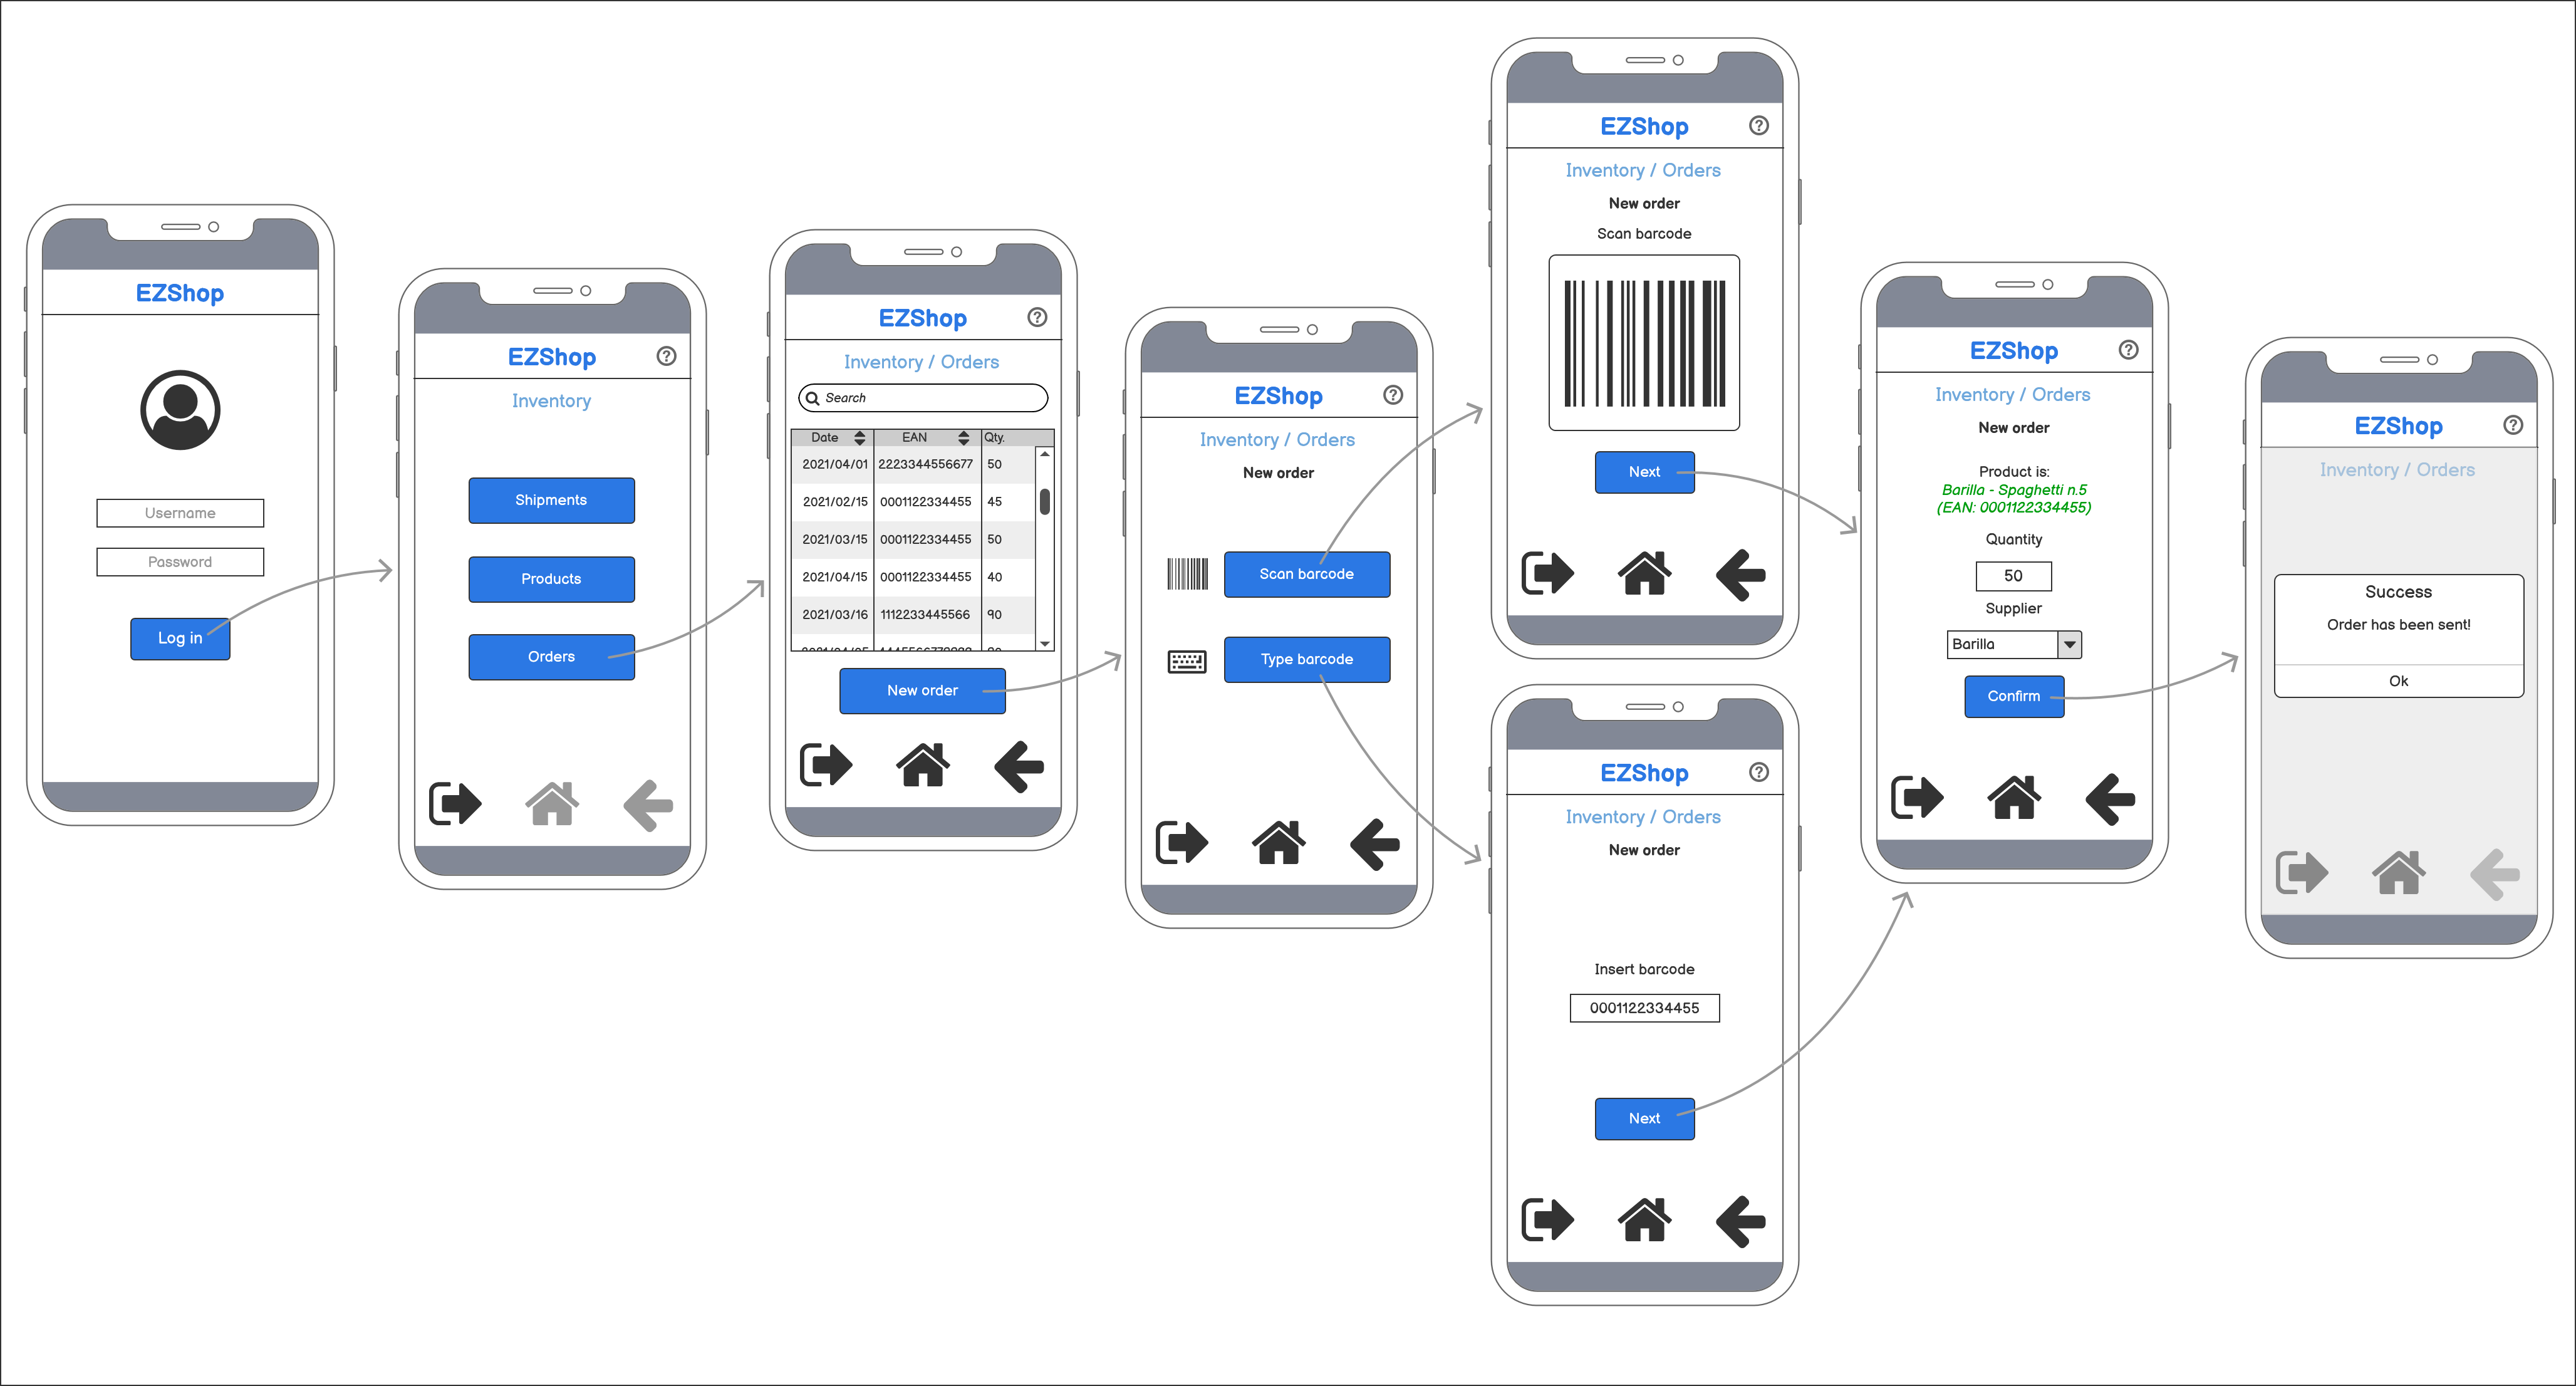 EZShop
Username
Password
Log in
EZShop
Inventory
Shipments
Products
Orders
EZShop
Inventory / Orders
Search
Date EAN Qty.
2021/04/01 2223344556677 50
2021/02/15 0001122334455 45
2021/03/15 0001122334455 50
2021/04/15 0001122334455 40
2021/03/16 1112233445566 90
New order
EZShop
Inventory / Orders
New order
Scan barcode
Type barcode
EZShop
Inventory / Orders
New order
Scan barcode
Next
EZShop
Inventory / Orders
New order
Insert barcode
0001122334455
Next
EZShop
Inventory / Orders
New order
Product is:
Barilla - Spaghetti n.5
(EAN: 0001122334455)
Quantity
50
Supplier
Barilla
Confirm
EZShop
Inventory / Orders
Success
Order has been sent!
Ok